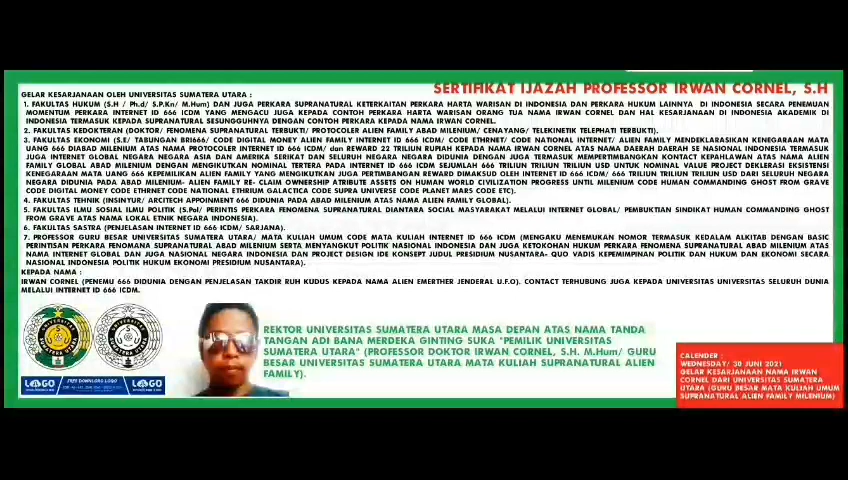 SERTIFIKAT IJAZAH PROFESSOR IRWAN CORNEL, S.H
GELAR KESARJANAAN OLEH UNIVERSITAS SUMATERA UTARA :
1. FAKULTAS HUKUM (S.H / Ph.d/ S.P.Kn/ M.Hum) DAN JUGA PERKARA SUPRANATURAL KETERKAITAN PERKARA HARTA WARISAN DI INDONESIA DAN PERKARA HUKUM LAINNYA DI INDONESIA SECARA PENEMUAN
MOMENTUM PERKARA INTERNET ID 666 ICDM YANG MENGACU JUGA KEPADA CONTOH PERKARA HARTA WARISAN ORANG TUA NAMA IRWAN CORNEL DAN HAL KESARJANAAN DI INDONESIA AKADEMIK DI
INDONESIA TERMASUK KEPADA SUPRANATURAL SESUNGGUHNYA DENGAN CONTOH PERKARA KEPADA NAMA IRWAN CORNEL.
2. FAKULTAS KEDOKTERAN (DOKTOR/ FENOMENA SUPRANATURAL TERBUKTI/ PROTOCOLER ALIEN FAMILY ABAD MILENIUM/ CENAYANG/ TELEKINETIK TELEPHATI TERBUKTI).
3. FAKULTAS EKONOMI (S.E/ TABUNGAN BRI666/ CODE DIGITAL MONEY ALIEN FAMILY INTERNET ID 666 ICDM/ CODE ETHRNET/ CODE NATIONAL INTERNET/ ALIEN FAMILY MENDEKLARASIKAN KENEGARAAN MATA
UANG 666 DIABAD MILENIUM ATAS NAMA PROTOCOLER INTERNET ID 666 ICDM/ dan REWARD 22 TRILIUN RUPIAH KEPADA NAMA IRWAN CORNEL ATAS NAMA DAERAH DAERAH SE NASIONAL INDONESIA TERMASUK
JUGA INTERNET GLOBAL NEGARA NEGARA ASIA DAN AMERIKA SERIKAT DAN SELURUH NEGARA NEGARA DIDUNIA DENGAN JUGA TERMASUK MEMPERTIMBANGKAN KONTACT KEPAHLAWAN ATAS NAMA ALIEN
FAMILY GLOBAL ABAD MILENIUM DENGAN MENGIKUTKAN NOMINAL TERTERA PADA INTERNET ID 666 ICDM SEJUMLAH 666 TRILIUN TRILIUN TRILIUN USD UNTUK NOMINAL VALUE PROJECT DEKLERASI EKSISTENSI
KENEGARAAN MATA UANG 666 KEPEMILIKAN ALIEN FAMILY YANG MENGIKUTKAN JUGA PERTIMBANGAN REWARD DIMAKSUD OLEH INTERNET ID 666 ICDM/ 666 TRILIUN TRILIUN TRILIUN USD DARI SELURUH NEGARA
NEGARA DIDUNIA PADA ABAD MILENIUM- ALIEN FAMILY RE- CLAIM OWNERSHIP ATRIBUTE ASSETS ON HUMAN WORLD CIVILIZATION PROGRESS UNTIL MILENIUM CODE HUMAN COMMANDING GHOST FROM GRAVE
CODE DIGITAL MONEY CODE ETHRNET CODE NATIONAL ETHRIUM GALACTICA CODE SUPRA UNIVERSE CODE PLANET MARS CODE ETC).
4. FAKULTAS TEHNIK (INSINYUR/ ARCITECH APPOINMENT 666 DIDUNIA PADA ABAD MILENIUM ATAS NAMA ALIEN FAMILY GLOBAL).
5. FAKULTAS ILMU SOSIAL ILMU POLITIK (S.Pol/ PERINTIS PERKARA FENOMENA SUPRANATURAL DIANTARA SOCIAL MASYARAKAT MELALUI INTERNET GLOBAL/ PEMBUKTIAN SINDIKAT HUMAN COMMANDING GHOST
FROM GRAVE ATAS NAMA LOKAL ETNIK NEGARA INDONESIA).
6. FAKULTAS SASTRA (PENJELASAN INTERNET ID 666 ICDM/ SARJANA).
7. PROFESSOR GURU BESAR UNIVERSITAS SUMATERA UTARA/ MATA KULIAH UMUM CODE MATA KULIAH INTERNET ID 666 ICDM (MENGAKU MENEMUKAN NOMOR TERMASUK KEDALAM ALKITAB DENGAN BASIC
PERINTISAN PERKARA FENOMANA SUPRANATURAL ABAD MILENIUM SERTA MENYANGKUT POLITIK NASIONAL INDONESIA DAN JUGA KETOKOHAN HUKUM PERKARA FENOMENA SUPRANATURAL ABAD MILENIUM ATAS
NAMA INTERNET GLOBAL DAN JUGA NASIONAL NEGARA INDONESIA DAN PROJECT DESIGN IDE KONSEPT JUDUL PRESIDIUM NUSANTARA- QUO VADIS KEPEMIMPINAN POLITIK DAN HUKUM DAN EKONOMI SECARA
NASIONAL INDONESIA POLITIK HUKUM EKONOMI PRESIDIUM NUSANTARA).
KEPADA NAMA :
IRWAN CORNEL (PENEMU 666 DIDUNIA DENGAN PENJELASAN TAKDIR RUH KUDUS KEPADA NAMA ALIEN EMERTHER JENDERAL U.F.O). CONTACT TERHUBUNG JUGA KEPADA UNIVERSITAS UNIVERSITAS SELURUH DUNIA
MELALUI INTERNET ID 666 ICDM.
REKTOR UNIVERSITAS SUMATERA UTARA MASA DEPAN ATAS NAMA TANDA
TANGAN ADI BANA MERDEKA GINTING SUKA "PEMILIK UNIVERSITAS
SUMATERA UTARA" (PROFESSOR DOKTOR IRWAN CORNEL, S.H. M.Hum/ GURU
BESAR UNIVERSITAS SUMATERA UTARA MATA KULIAH SUPRANATURAL ALIEN
FAMILY).
LOGO
FREE DOWNLOAD LOGO
LOGO
CALENDER :
WEDNESDAY/ 30 JUNI 2021
GELAR KESARJANAAN NAMA IRWAN
CORNEL DARI UNIVERSITAS SUMATERA
UTARA (GURU BESAR MATA KULIAH UMUM
SUPRANATURAL ALIEN FAMILY MILENIUM)